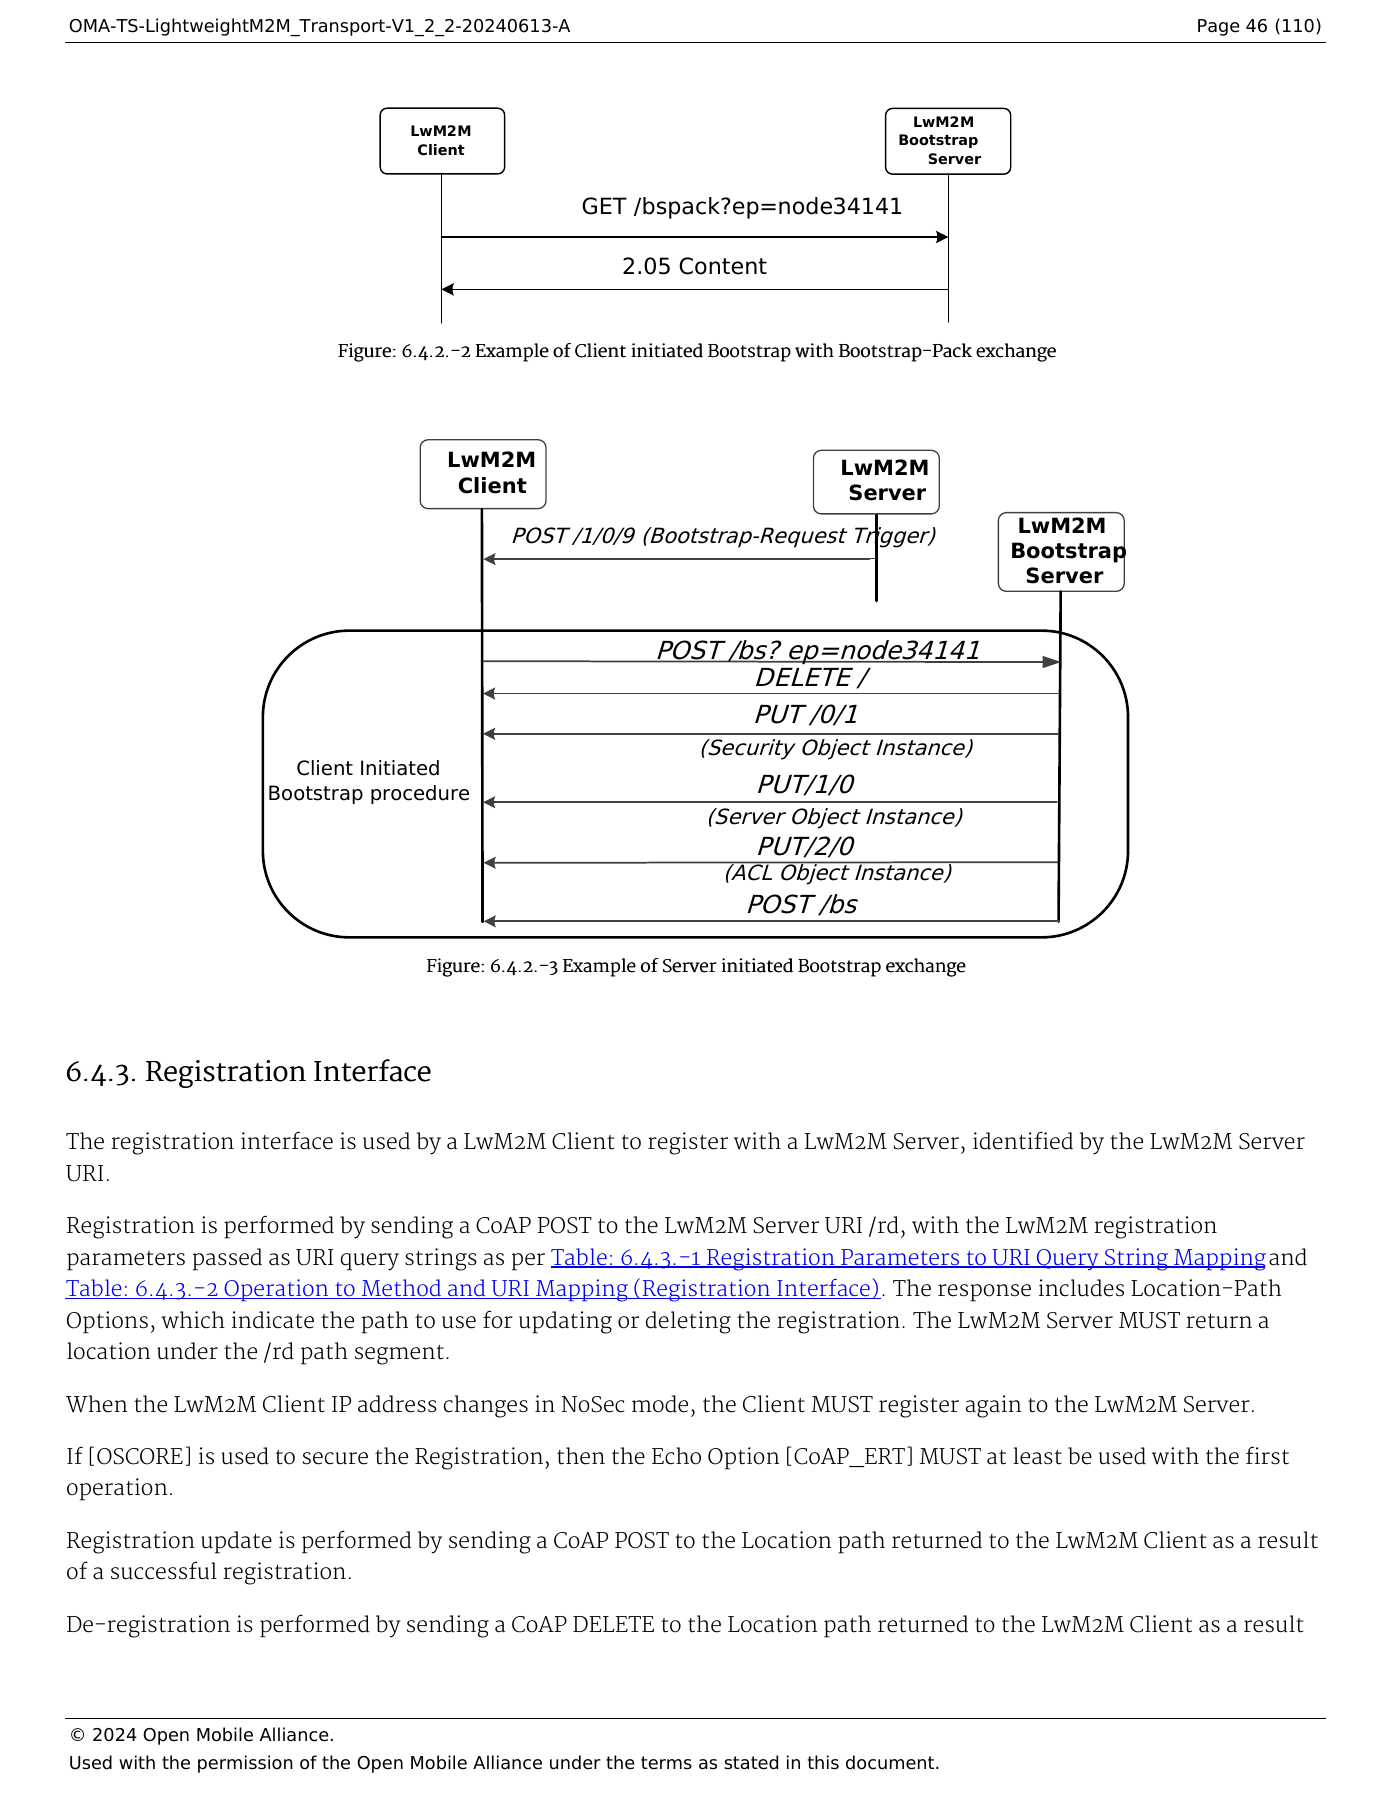 OMA-TS-LightweightM2M_Transport-V1_2_2-20240613-A Page 46 (110)
LwM2M
Client
LwM2M
Bootstrap
Server
GET /bspack?ep=node34141
2.05 Content
Figure: 6.4.2.-2 Example of Client initiated Bootstrap with Bootstrap-Pack exchange
LwM2M
Client
LwM2M
Server
LwM2M
Bootstrap
Server
POST /1/0/9 (Bootstrap-Request Trigger)
POST /bs? ep=node34141
DELETE /
PUT /0/1
(Security Object Instance)
Client Initiated
Bootstrap procedure
PUT/1/0
(Server Object Instance)
PUT/2/0
(ACL Object Instance)
POST /bs
Figure: 6.4.2.-3 Example of Server initiated Bootstrap exchange
6.4.3. Registration Interface
The registration interface is used by a LwM2M Client to register with a LwM2M Server, identified by the LwM2M Server
URI.
Registration is performed by sending a CoAP POST to the LwM2M Server URI /rd, with the LwM2M registration
parameters passed as URI query strings as per Table: 6.4.3.-1 Registration Parameters to URI Query String Mapping and
Table: 6.4.3.-2 Operation to Method and URI Mapping (Registration Interface). The response includes Location-Path
Options, which indicate the path to use for updating or deleting the registration. The LwM2M Server MUST return a
location under the /rd path segment.
When the LwM2M Client IP address changes in NoSec mode, the Client MUST register again to the LwM2M Server.
If [OSCORE] is used to secure the Registration, then the Echo Option [CoAP_ERT] MUST at least be used with the first
operation.
Registration update is performed by sending a CoAP POST to the Location path returned to the LwM2M Client as a result
of a successful registration.
De-registration is performed by sending a CoAP DELETE to the Location path returned to the LwM2M Client as a result
© 2024 Open Mobile Alliance.
Used with the permission of the Open Mobile Alliance under the terms as stated in this document.